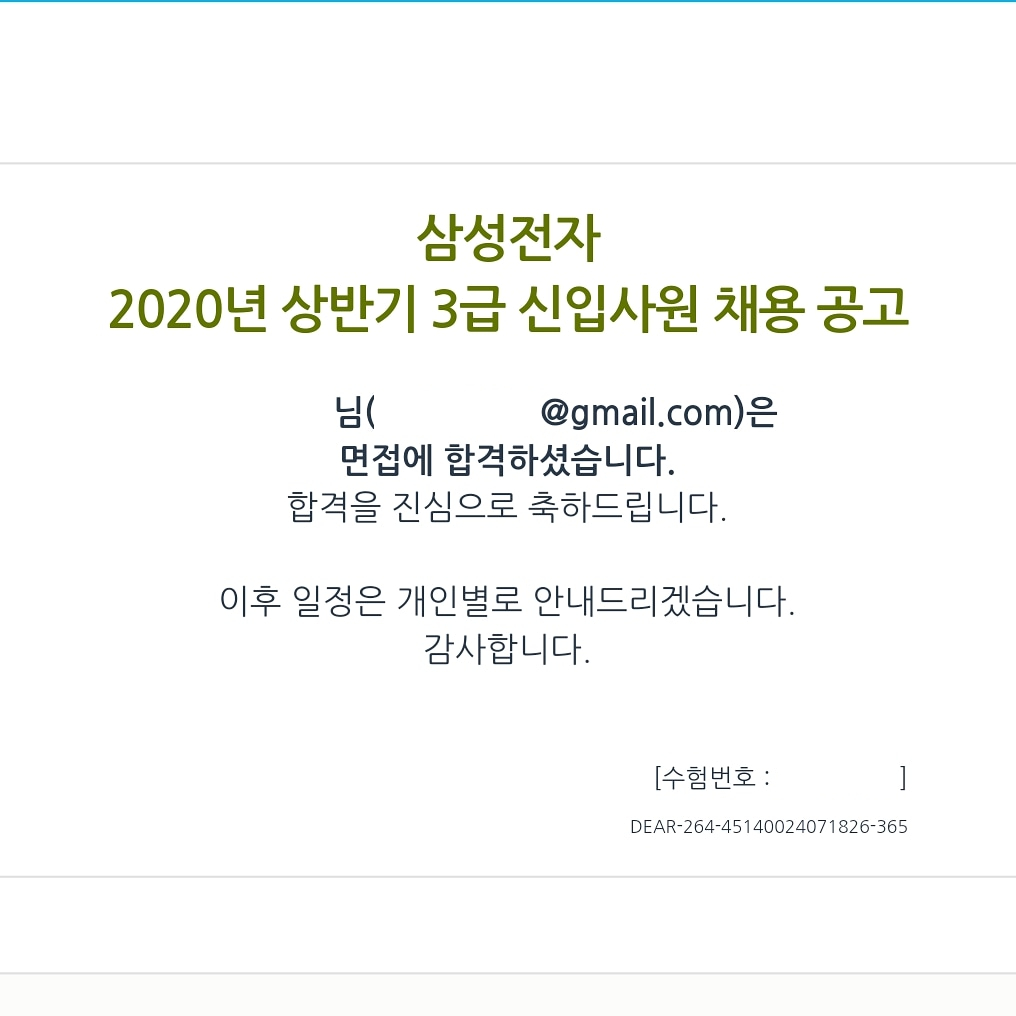 삼성전자
2020년 상반기 3급 신입사원 채용 공고
님( @gmail.com)은
면접에 합격하셨습니다.
합격을 진심으로 축하드립니다.
이후 일정은 개인별로 안내드리겠습니다.
감사합니다.
[수험번호 : ]
DEAR-264-45140024071826-365